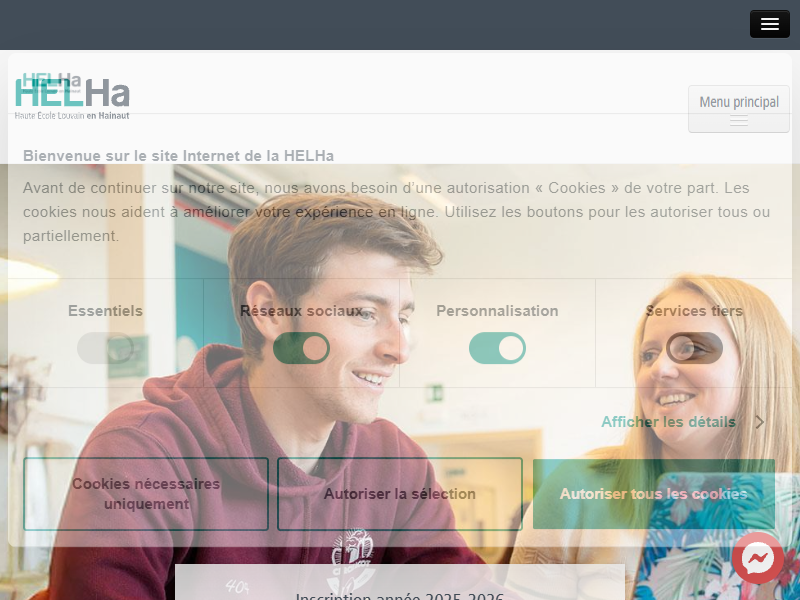 HELHa
HELHa
Haute École Louvain en Hainaut
Menu principal
Bienvenue sur le site Internet de la HELHa
Avant de continuer sur notre site, nous avons besoin d'une autorisation « Cookies » de votre part. Les
cookies nous aident à améliorer votre expérience en ligne. Utilisez les boutons pour les autoriser tous ou
partiellement.
Essentiels
Réseaux sociaux
Personnalisation
Services tiers
Afficher les détails
Cookies nécessaires
uniquement
Autoriser la sélection
Autoriser tous les cookies
40%
Inscription année 2025-2026